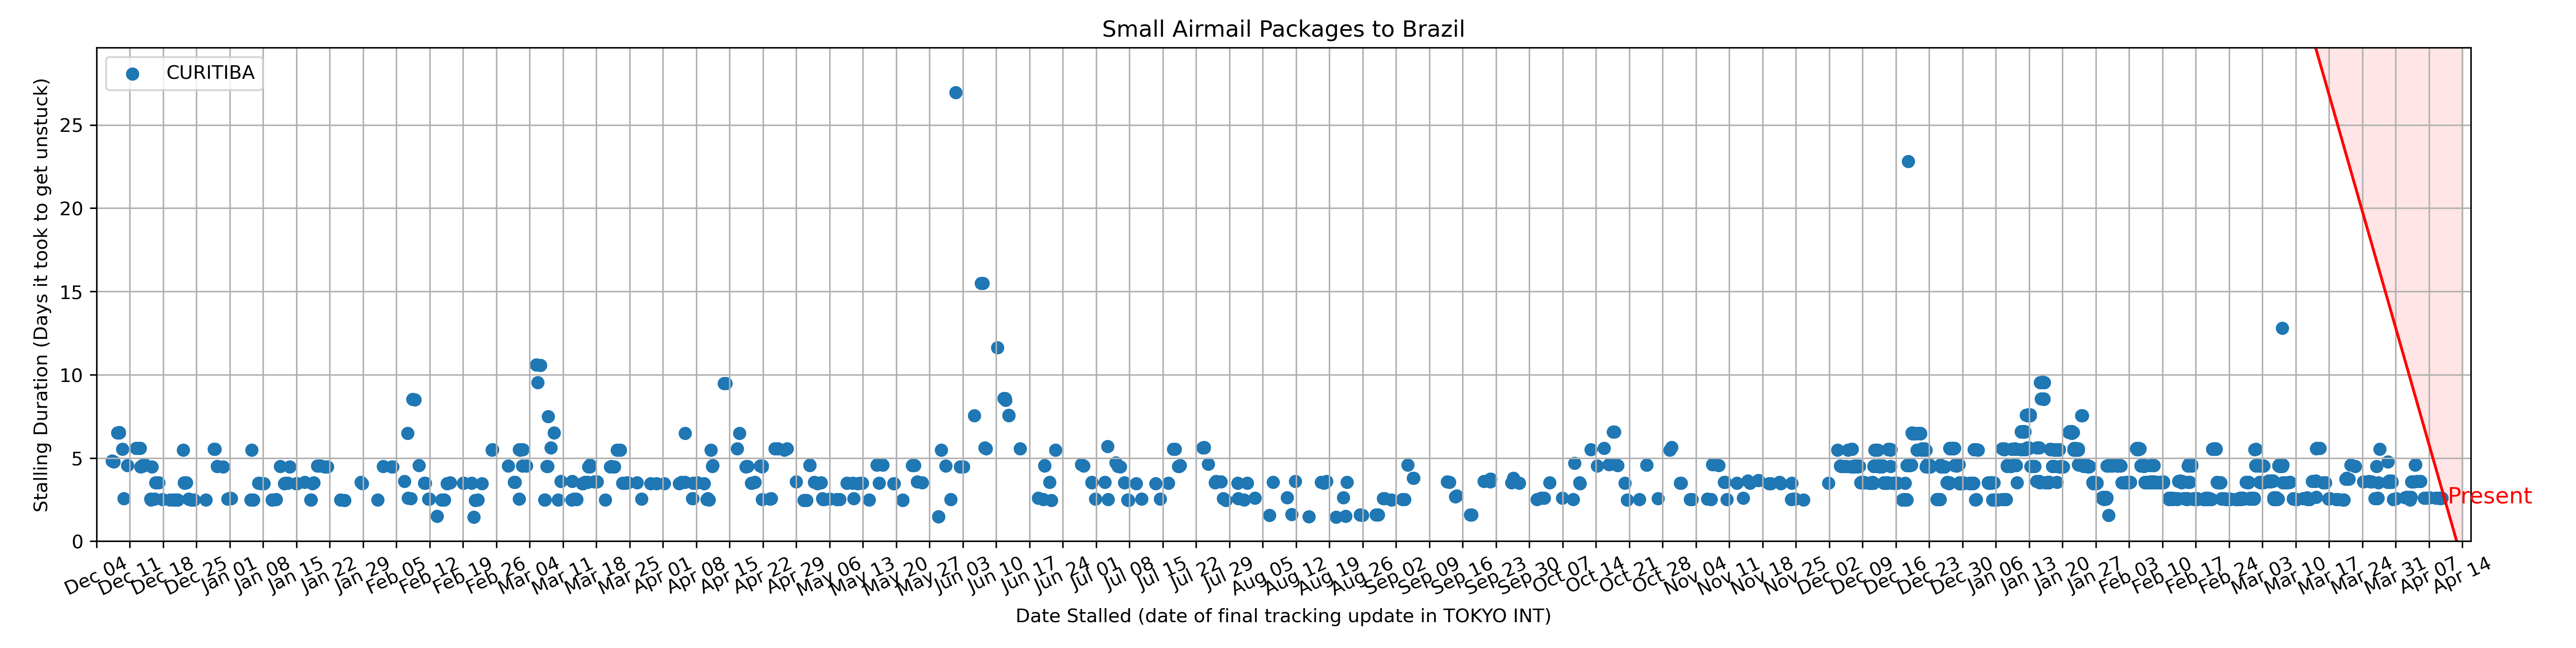 Small Airmail Packages to Brazil
CURITIBA
Stalling Duration (Days it took to get unstuck)
25
20
15
10
5
0
Present
Dec 04 Dec 11 Dec 18 Dec 25 Jan 01 Jan 08 Jan 15 Jan 22 Jan 29 Feb 05 Feb 12 Feb 19 Feb 26 Mar 04 Mar 11 Mar 18 Mar 25 Apr 01 Apr 08 Apr 15 Apr 22 Apr 29 May 06 May 13 May 20 May 27 Jun 03 Jun 10 Jun 17 Jun 24 Jul 01 Jul 08 Jul 15 Jul 22 Jul 29 Aug 05 Aug 12 Aug 19 Aug 26 Sep 02 Sep 09 Sep 16 Sep 23 Sep 30 Oct 07 Oct 14 Oct 21 Oct 28 Nov 04 Nov 11 Nov 18 Nov 25 Dec 02 Dec 09 Dec 16 Dec 23 Dec 30 Jan 06 Jan 13 Jan 20 Jan 27 Feb 03 Feb 10 Feb 17 Feb 24 Mar 03 Mar 10 Mar 17 Mar 24 Mar 31 Apr 07 Apr 14
Date Stalled (date of final tracking update in TOKYO INT)